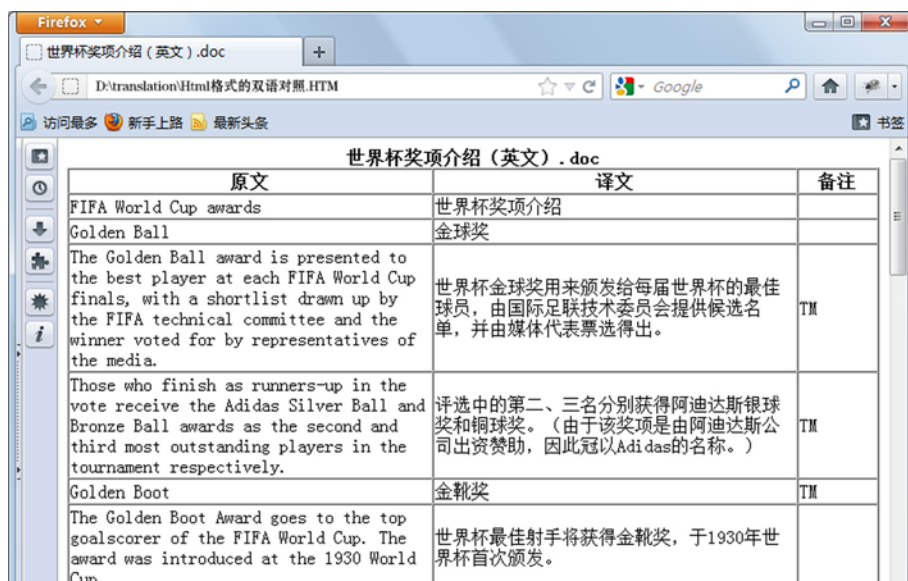 Firefox
世界杯奖项介绍（英文）.doc
D:\translation\Html格式的双语对照.HTM
Google
访问最多 新手上路 最新头条
书签
世界杯奖项介绍（英文）.doc
原文 译文 备注
FIFA World Cup awards 世界杯奖项介绍
Golden Ball 金球奖
The Golden Ball award is presented to
the best player at each FIFA World Cup
finals, with a shortlist drawn up by
the FIFA technical committee and the
winner voted for by representatives of
the media.
世界杯金球奖用来颁发给每届世界杯的最佳
球员，由国际足联技术委员会提供候选名
单，并由媒体代表票选得出。
TM
Those who finish as runners-up in the
vote receive the Adidas Silver Ball and
Bronze Ball awards as the second and
third most outstanding players in the
tournament respectively.
评选中的第二、三名分别获得阿迪达斯银球
奖和铜球奖。（由于该奖项是由阿迪达斯公
司出资赞助，因此冠以Adidas的名称。）
TM
Golden Boot 金靴奖 TM
The Golden Boot Award goes to the top
goalscorer of the FIFA World Cup. The
award was introduced at the 1930 World
Cup
世界杯最佳射手将获得金靴奖，于1930年世
界杯首次颁发。